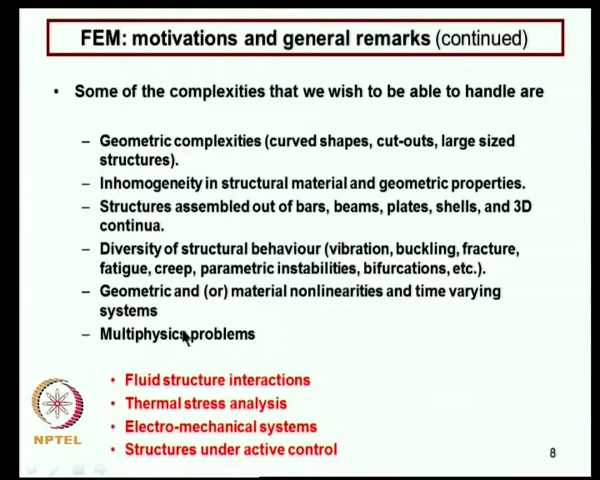 FEM: motivations and general remarks (continued)
• Some of the complexities that we wish to be able to handle are
– Geometric complexities (curved shapes, cut-outs, large sized
structures).
– Inhomogeneity in structural material and geometric properties.
– Structures assembled out of bars, beams, plates, shells, and 3D
continua.
– Diversity of structural behaviour (vibration, buckling, fracture,
fatigue, creep, parametric instabilities, bifurcations, etc.).
– Geometric and (or) material nonlinearities and time varying
systems
– Multiphysics problems
• Fluid structure interactions
• Thermal stress analysis
• Electro-mechanical systems
• Structures under active control
NPTEL
8